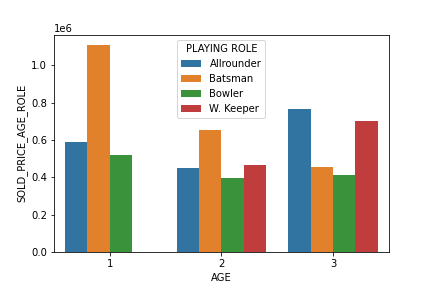 1e6
PLAYING ROLE
Allrounder
Batsman
Bowler
W. Keeper
SOLD_PRICE_AGE_ROLE
1.0
0.8
0.6
0.4
0.2
0.0
1 2 3
AGE